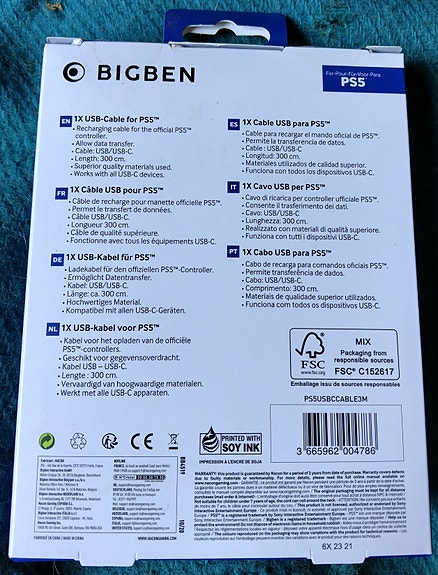 BIGBEN
For-Pour-Für-Voor-Para
PS5™
EN 1X USB-Cable for PS5™
• Recharging cable for the official PS5™
controller.
• Allow data transfer.
• Cable: USB/USB-C.
• Length: 300 cm.
• Superior quality materials used.
• Works with all USB-C devices.
FR 1X Câble USB pour PS5™
• Câble de recharge pour manette officielle PS5™.
• Permet le transfert de données.
• Câble USB/USB-C.
• Longueur 300 cm.
• Câble de qualité supérieure.
• Fonctionne avec tous les équipements USB-C.
DE 1X USB-Kabel für PS5™
• Ladekabel für den offiziellen PS5™-Controller.
• Ermöglicht Datentransfer.
• Kabel: USB/USB-C.
• Länge: ca. 300 cm.
• Hochwertiges Material.
• Kompatibel mit allen USB-C-Geräten.
NL 1X USB-kabel voor PS5™
• Kabel voor het opladen van de officiële
PS5™-controllers.
• Geschikt voor gegevensoverdracht.
• Kabel USB – USB-C.
• Lengte : 300 cm.
• Vervaardigd van hoogwaardige materialen.
• Werkt met alle USB-C apparaten.
ES 1X Cable USB para PS5™
• Cable para recargar el mando oficial de PS5™.
• Permite la transferencia de datos.
• Cable : USB/USB-C.
• Longitud: 300 cm.
• Materiales utilizados de calidad superior.
• Funciona con todos los dispositivos USB-C.
IT 1X Cavo USB per PS5™
• Cavo di ricarica per controller ufficiale PS5™.
• Consente il trasferimento dei dati.
• Cavo: USB/USB-C
• Lunghezza: 300 cm.
• Realizzato con materiali di qualità superiore.
• Funziona con tutti i dispositivi USB-C.
PT 1X Cabo USB para PS5™
• Cabo de recarga para comandos oficiais PS5™.
• Permite transferência de dados.
• Cabo: USB/USB-C.
• Comprimento: 300 cm.
• Materiais de qualidade superior utilizados.
• Funciona com todos os dispositivos USB-C.
FSC
www.fsc.org
MIX
Packaging from
responsible sources
FSC® C152617
Emballage issu de sources responsables
PS5USBCCABLE3M
3 665962 004786
PRINTED WITH
SOY INK
IMPRESSION À L'ENCRE DE SOJA
CE
BB4519
10/20
HOTLINE
WWW.NACONGAMING.COM
6X 23 21